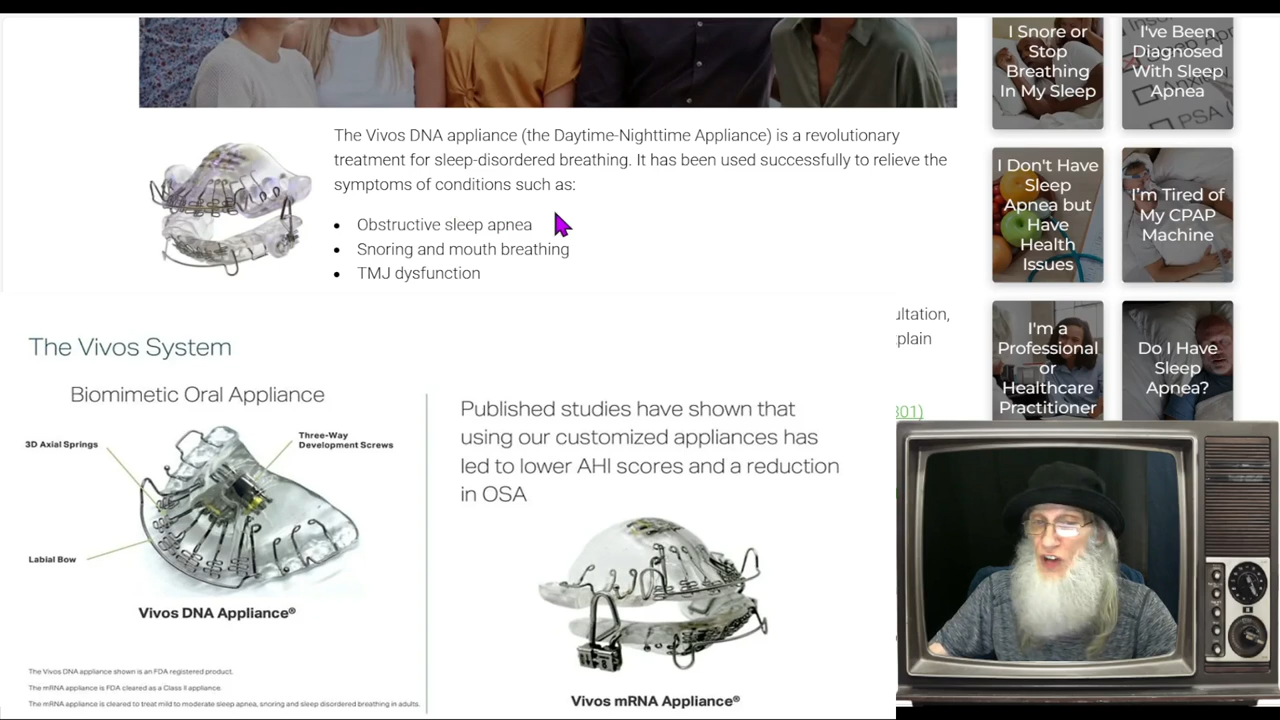 The Vivos DNA appliance (the Daytime-Nighttime Appliance) is a revolutionary
treatment for sleep-disordered breathing. It has been used successfully to relieve the
symptoms of conditions such as:
• Obstructive sleep apnea
• Snoring and mouth breathing
• TMJ dysfunction
ultation,
plain
801)
I Snore or
Stop
Breathing
In My Sleep
I've Been
Diagnosed
With Sleep
Apnea
PSA
I Don't Have
Sleep
Apnea but
Have
Health
Issues
I'm Tired of
My CPAP
Machine
I'm a
Professional
or
Healthcare
Practitioner
Do I Have
Sleep
Apnea?
The Vivos System
Biomimetic Oral Appliance
3D Axial Springs
Three-Way
Development Screws
Labial Bow
Vivos DNA Appliance®
The Vivos DNA appliance shown is an FDA registered product.
The mRNA appliance is FDA cleared as a Class II appliance.
The mRNA appliance is cleared to treat mild to moderate sleep apnea, snoring and sleep disordered breathing in adults.
Published studies have shown that
using our customized appliances has
led to lower AHI scores and a reduction
in OSA
Vivos mRNA Appliance®